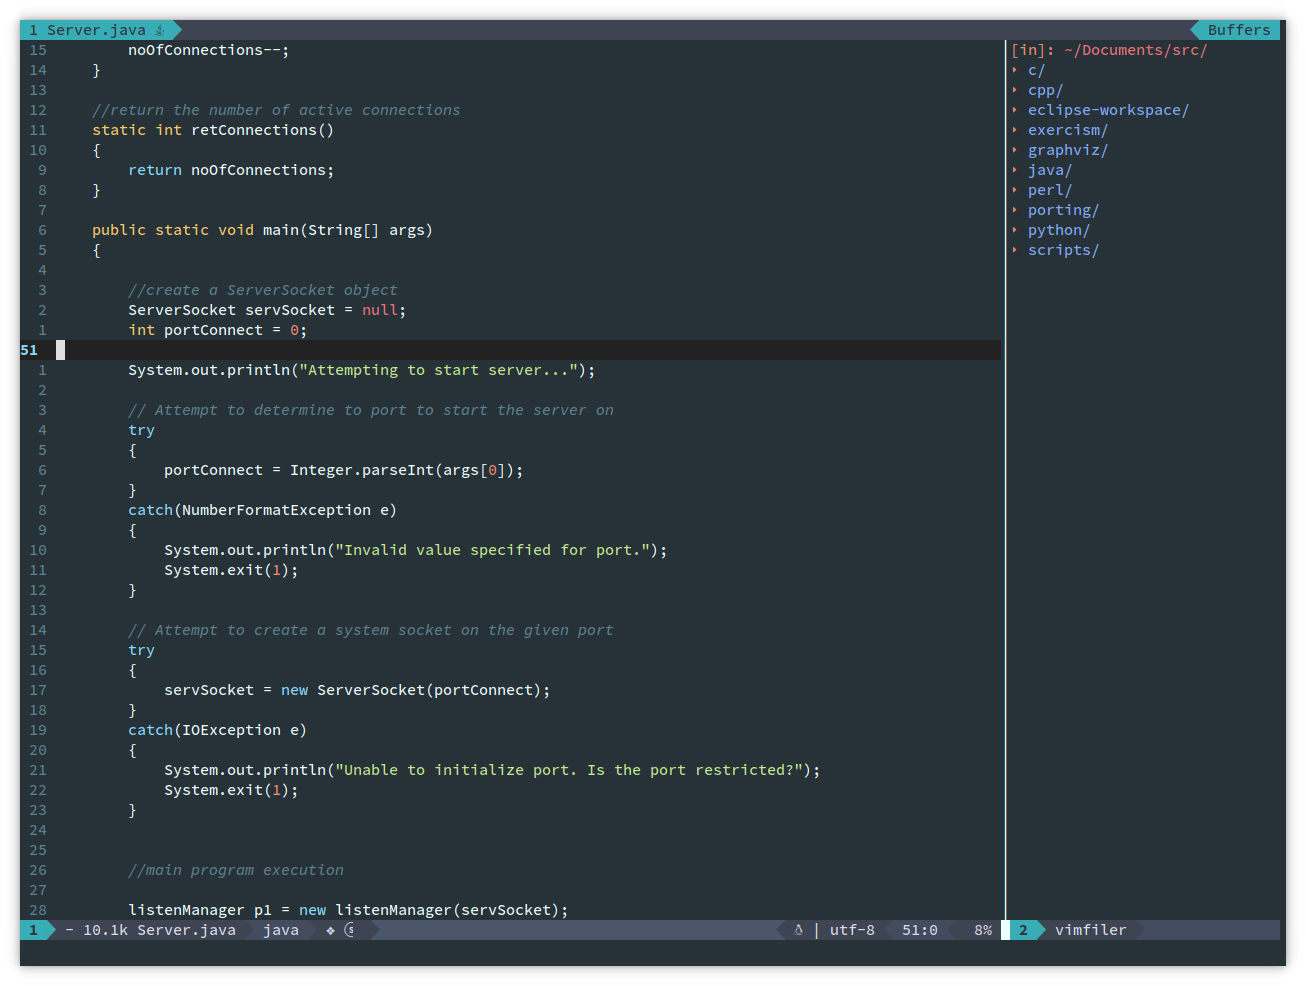 1 Server.java
Buffers
15 noOfConnections--;
14 }
13
12 //return the number of active connections
11 static int retConnections()
10 {
9 return noOfConnections;
8 }
7
6 public static void main(String[] args)
5 {
4
3 //create a ServerSocket object
2 ServerSocket servSocket = null;
1 int portConnect = 0;
51
1 System.out.println("Attempting to start server...");
2
3 // Attempt to determine to port to start the server on
4 try
5 {
6 portConnect = Integer.parseInt(args[0]);
7 }
8 catch(NumberFormatException e)
9 {
10 System.out.println("Invalid value specified for port.");
11 System.exit(1);
12 }
13
14 // Attempt to create a system socket on the given port
15 try
16 {
17 servSocket = new ServerSocket(portConnect);
18 }
19 catch(IOException e)
20 {
21 System.out.println("Unable to initialize port. Is the port restricted?");
22 System.exit(1);
23 }
24
25
26 //main program execution
27
28 listenManager p1 = new listenManager(servSocket);
[in]: ~/Documents/src/
▸ c/
▸ cpp/
▸ eclipse-workspace/
▸ exercism/
▸ graphviz/
▸ java/
▸ perl/
▸ porting/
▸ python/
▸ scripts/
1 - 10.1k Server.java java ❖ Ⓢ | utf-8 51:0 8%
2 vimfiler